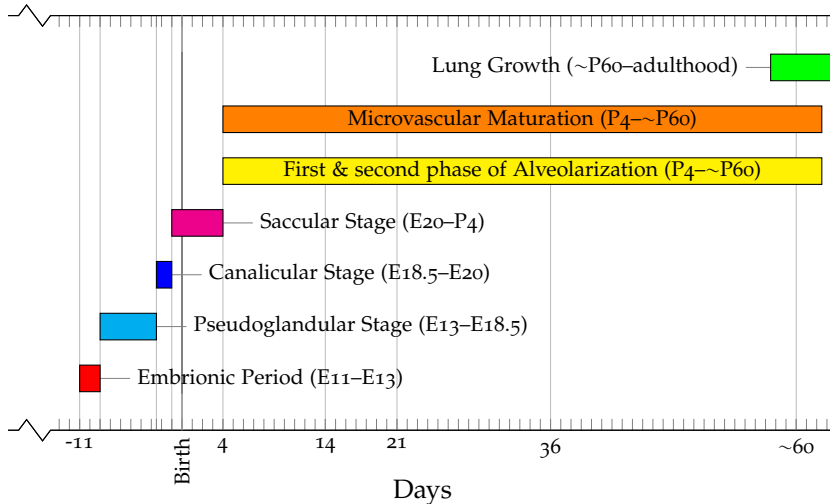 Lung Growth (~P60–adulthood)
Microvascular Maturation (P4–~P60)
First & second phase of Alveolarization (P4–~P60)
Saccular Stage (E20–P4)
Canalicular Stage (E18.5–E20)
Pseudoglandular Stage (E13–E18.5)
Embrionic Period (E11–E13)
-11 Birth 4 14 21 36 ~60
Days